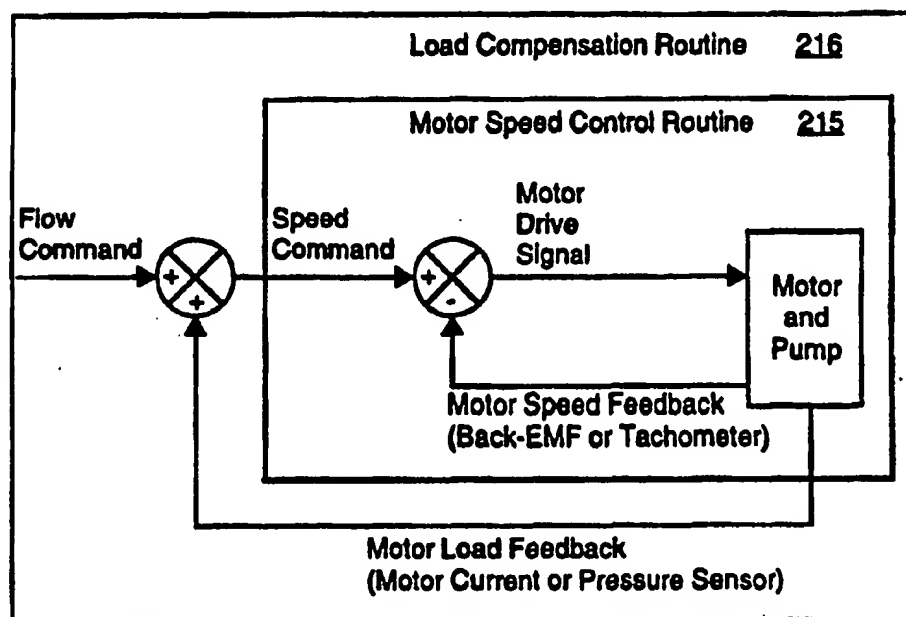 Load Compensation Routine 216
Motor Speed Control Routine 215
Flow
Command
Speed
Command
Motor
Drive
Signal
+
+
+
-
Motor
and
Pump
Motor Speed Feedback
(Back-EMF or Tachometer)
Motor Load Feedback
(Motor Current or Pressure Sensor)